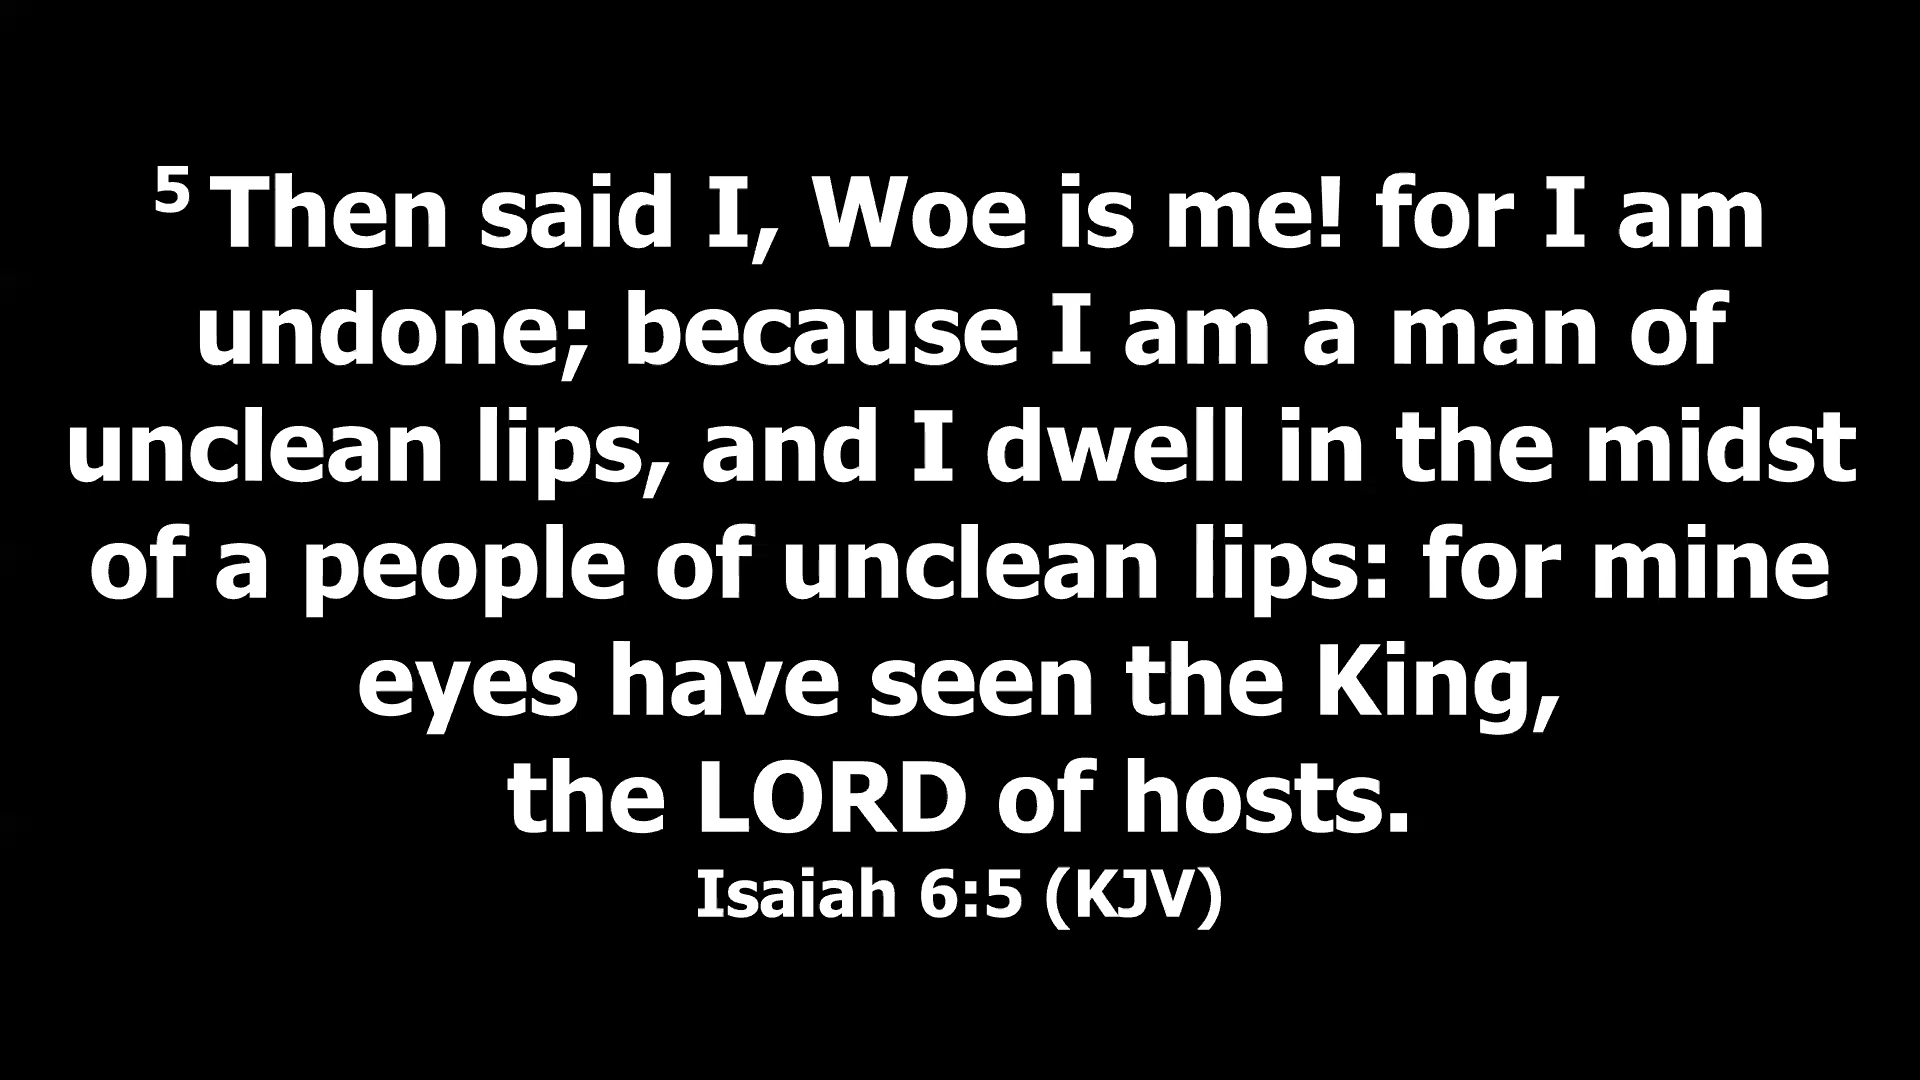 5 Then said I, Woe is me! for I am
undone; because I am a man of
unclean lips, and I dwell in the midst
of a people of unclean lips: for mine
eyes have seen the King,
the LORD of hosts.
Isaiah 6:5 (KJV)